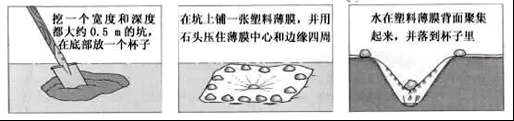 挖一个宽度和深度
都大约0.5 m的坑,
在底部放一个杯子
在坑上铺一张塑料薄膜,并用
石头压住薄膜中心和边缘四周
水在塑料薄膜背面聚集
起来,并落到杯子里